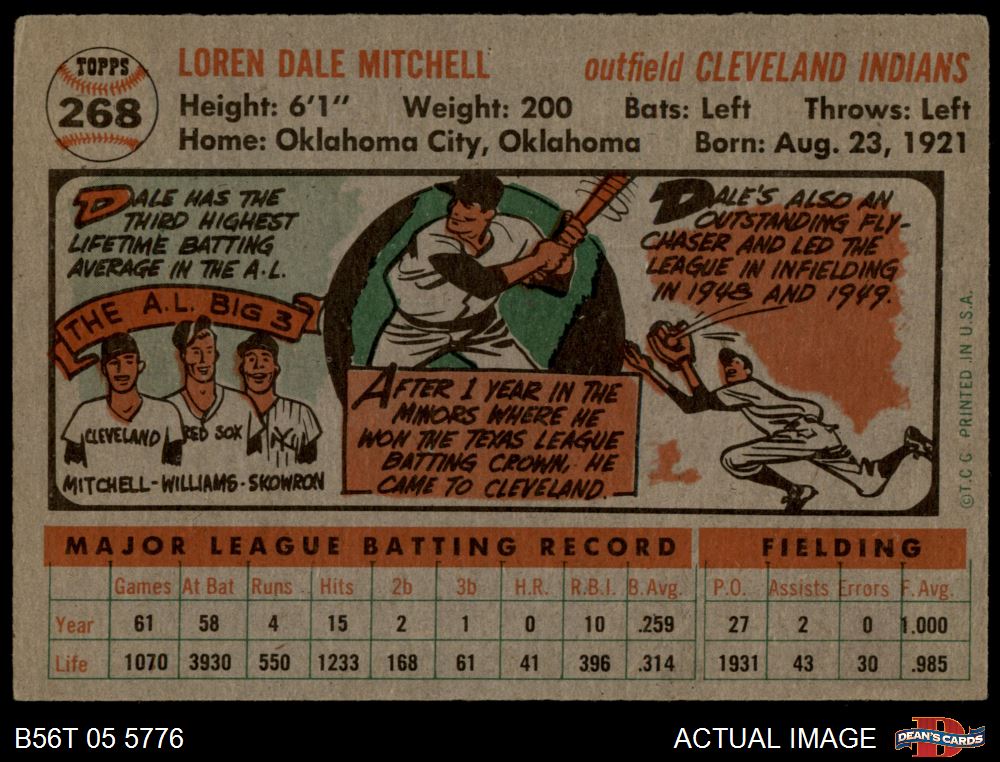 TOPPS
268
LOREN DALE MITCHELL
outfield CLEVELAND INDIANS
Height: 6'1" Weight: 200 Bats: Left Throws: Left
Home: Oklahoma City, Oklahoma Born: Aug. 23, 1921
DALE HAS THE
THIRD HIGHEST
LIFETIME BATTING
AVERAGE IN THE A.L.
THE A.L. BIG 3
CLEVELAND
RED SOX
NY
MITCHELL-WILLIAMS-SKOWRON
AFTER 1 YEAR IN THE
MINORS WHERE HE
WON THE TEXAS LEAGUE
BATTING CROWN, HE
CAME TO CLEVELAND.
DALE'S ALSO AN
OUTSTANDING FLY-
CHASER AND LED THE
LEAGUE IN INFIELDING
IN 1948 AND 1949.
©T.C.G. PRINTED IN U.S.A.
MAJOR LEAGUE BATTING RECORD FIELDING
Games At Bat Runs Hits 2b 3b H.R. R.B.I. B.Avg. P.O. Assists Errors F.Avg.
Year 61 58 4 15 2 1 0 10 .259 27 2 0 1.000
Life 1070 3930 550 1233 168 61 41 396 .314 1931 43 30 .985
B56T 05 5776
ACTUAL IMAGE
D
DEAN'S CARDS